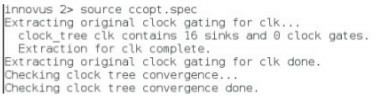 innovus 2> source ccopt.spec
Extracting original clock gating for clk...
  clock_tree clk contains 16 sinks and 0 clock gates.
  Extraction for clk complete.
Extracting original clock gating for clk done.
Checking clock tree convergence...
Checking clock tree convergence done.